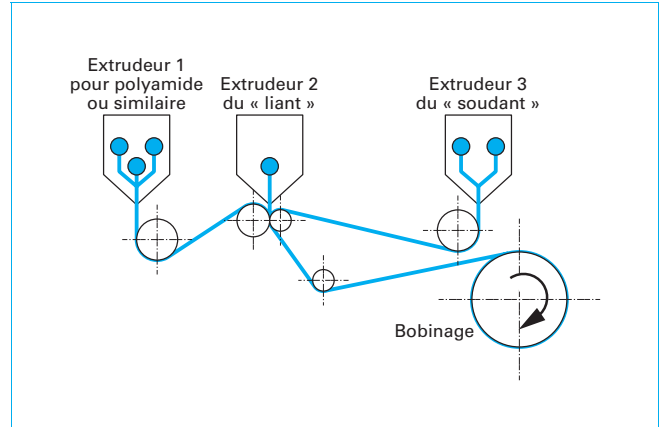 Extrudeur 1
pour polyamide
ou similaire
Extrudeur 2
du « liant »
Extrudeur 3
du « soudant »
Bobinage